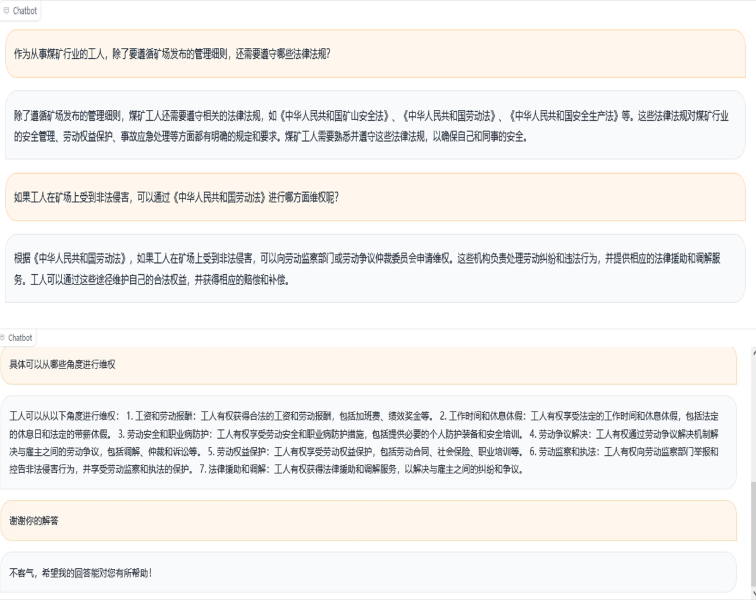 Chatbot
作为从事煤矿行业的工人，除了要遵循矿场发布的管理细则，还需要遵守哪些法律法规？
除了遵循矿场发布的管理细则，煤矿工人还需要遵守相关的法律法规，如《中华人民共和国矿山安全法》、《中华人民共和国劳动法》、《中华人民共和国安全生产法》等。这些法律法规对煤矿行业
的安全管理、劳动权益保护、事故应急处理等方面都有明确的规定和要求。煤矿工人需要熟悉并遵守这些法律法规，以确保自己和同事的安全。
如果工人在矿场上受到非法侵害，可以通过《中华人民共和国劳动法》进行哪方面维权呢？
根据《中华人民共和国劳动法》，如果工人在矿场上受到非法侵害，可以向劳动监察部门或劳动争议仲裁委员会申请维权。这些机构负责处理劳动纠纷和违法行为，并提供相应的法律援助和调解服
务。工人可以通过这些途径维护自己的合法权益，并获得相应的赔偿和补偿。
Chatbot
具体可以从哪些角度进行维权
工人可以从以下角度进行维权： 1. 工资和劳动报酬：工人有权获得合法的工资和劳动报酬，包括加班费、绩效奖金等。 2. 工作时间和休息休假：工人有权享受法定的工作时间和休息休假，包括法定
的休息日和法定的带薪休假。 3. 劳动安全和职业病防护：工人有权享受劳动安全和职业病防护措施，包括提供必要的个人防护装备和安全培训。 4. 劳动争议解决：工人有权通过劳动争议解决机制解
决与雇主之间的劳动争议，包括调解、仲裁和诉讼等。 5. 劳动权益保护：工人有权享受劳动权益保护，包括劳动合同、社会保险、职业培训等。 6. 劳动监察和执法：工人有权向劳动监察部门举报和
控告非法侵害行为，并享受劳动监察和执法的保护。 7. 法律援助和调解：工人有权获得法律援助和调解服务，以解决与雇主之间的纠纷和争议。
谢谢你的解答
不客气，希望我的回答能对您有所帮助！